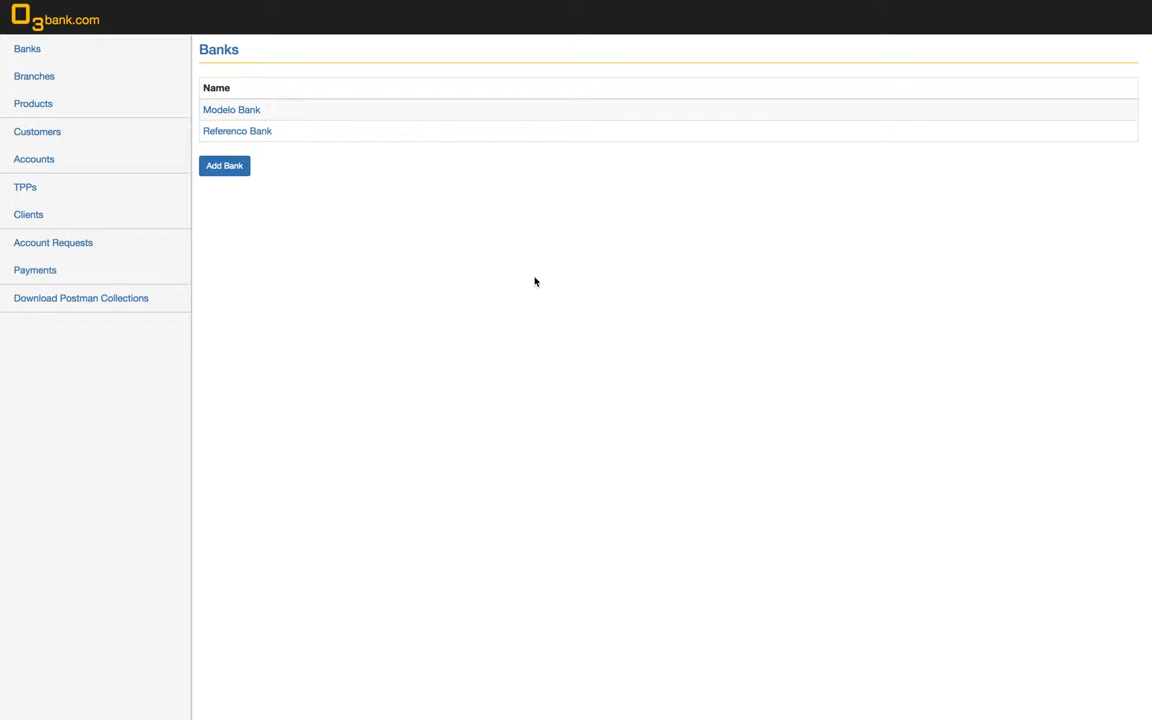 O3bank.com
Banks
Branches
Products
Customers
Accounts
TPPs
Clients
Account Requests
Payments
Download Postman Collections
Banks
Name
Modelo Bank
Referenco Bank
Add Bank